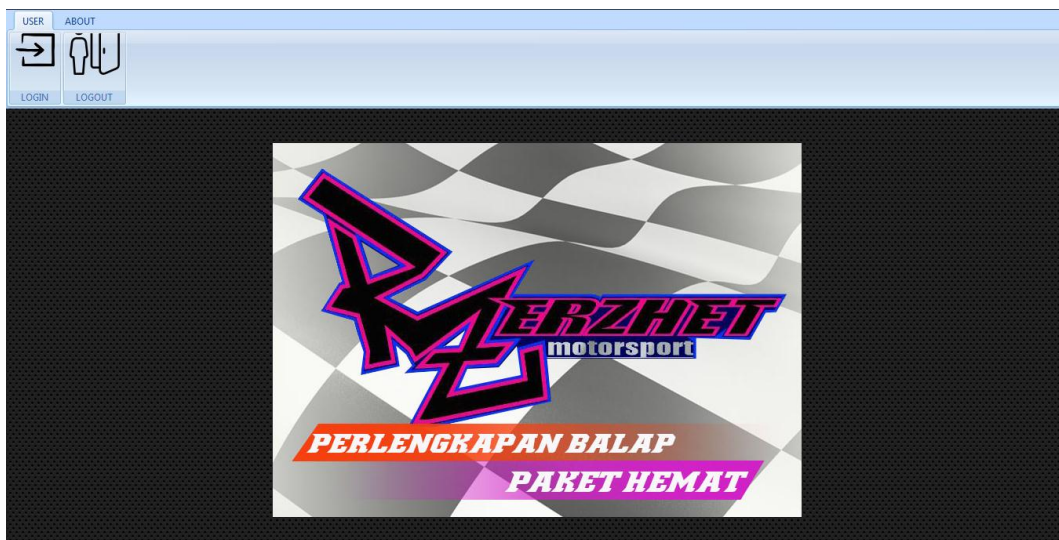 USER ABOUT
LOGIN LOGOUT
ERZHET
motorsport
PERLENGKAPAN BALAP
PAKET HEMAT